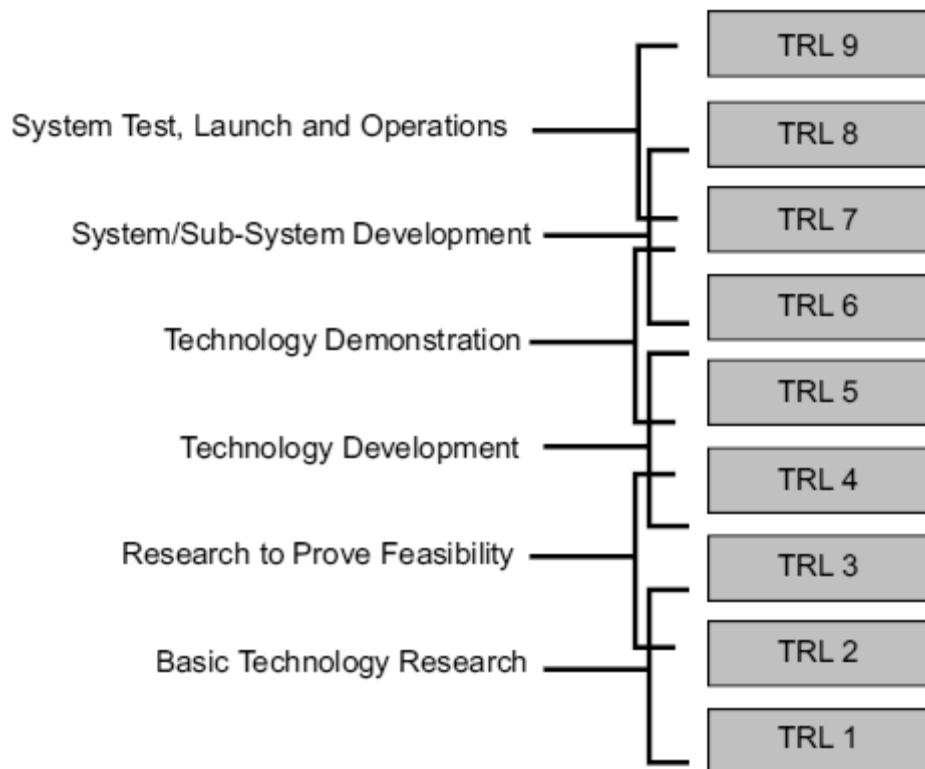 TRL 9
System Test, Launch and Operations
TRL 8
TRL 7
System/Sub-System Development
TRL 6
Technology Demonstration
TRL 5
Technology Development
TRL 4
Research to Prove Feasibility
TRL 3
TRL 2
Basic Technology Research
TRL 1